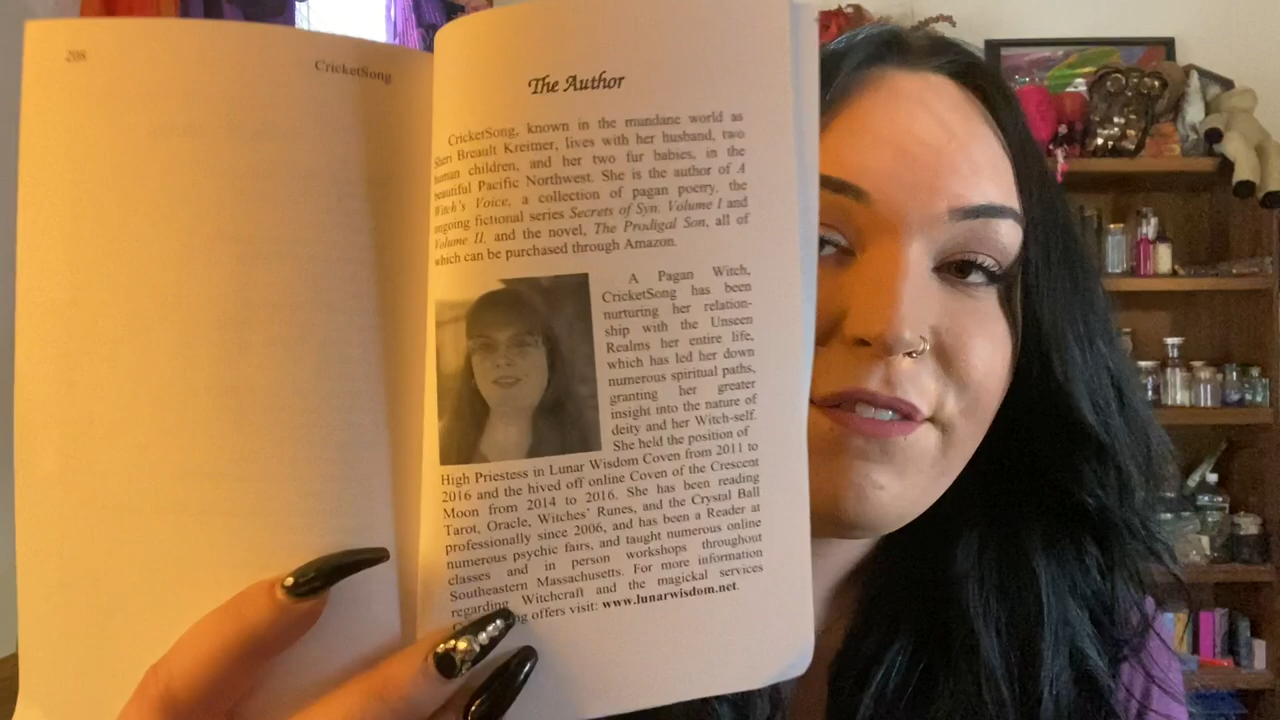 208
CricketSong
The Author
CricketSong, known in the mundane world as
Sheri Breault Kreitner, lives with her husband, two
human children, and her two fur babies, in the
beautiful Pacific Northwest. She is the author of A
Witch's Voice, a collection of pagan poetry, the
ongoing fictional series Secrets of Syn: Volume I and
Volume II, and the novel, The Prodigal Son, all of
which can be purchased through Amazon.
A Pagan Witch,
CricketSong has been
nurturing her relation-
ship with the Unseen
Realms her entire life,
which has led her down
numerous spiritual paths,
granting her greater
insight into the nature of
deity and her Witch-self.
She held the position of
High Priestess in Lunar Wisdom Coven from 2011 to
2016 and the hived off online Coven of the Crescent
Moon from 2014 to 2016. She has been reading
Tarot, Oracle, Witches' Runes, and the Crystal Ball
professionally since 2006, and has been a Reader at
numerous psychic fairs, and taught numerous online
classes and in person workshops throughout
Southeastern Massachusetts. For more information
regarding Witchcraft and the magickal services
offers visit: www.lunarwisdom.net.